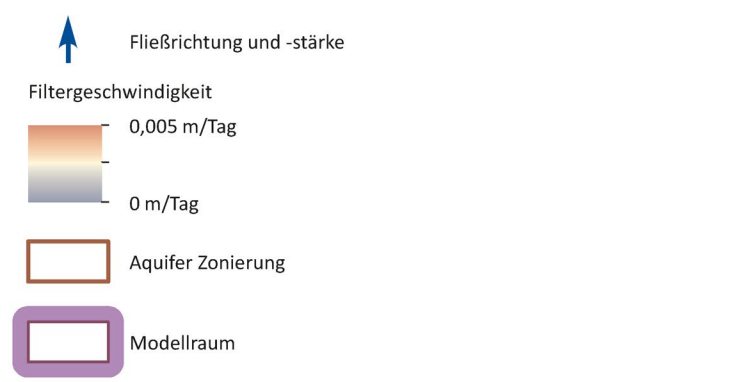 Fließrichtung und -stärke
Filtergeschwindigkeit
0,005 m/Tag
0 m/Tag
Aquifer Zonierung
Modellraum